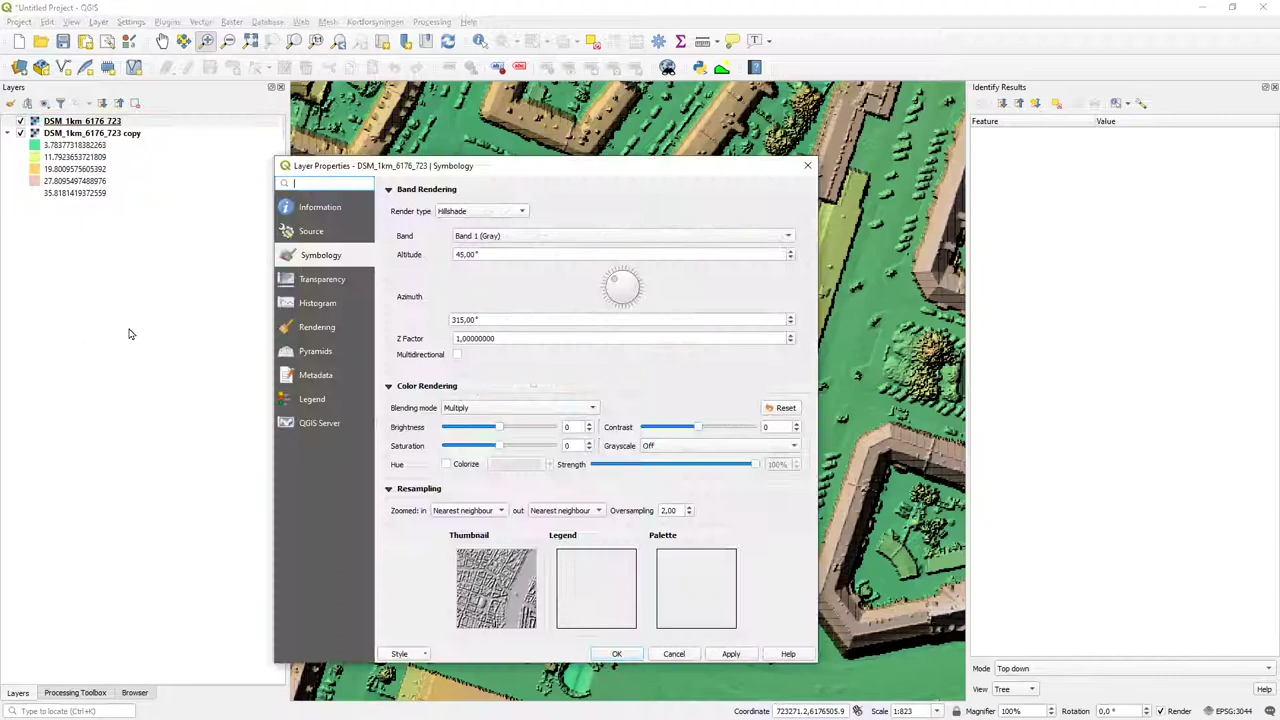 *Untitled Project - QGIS
Project Edit View Layer Settings Plugins Vector Raster Database Web Mesh Kortforsyningen Processing Help
Layers
DSM_1km_6176_723
DSM_1km_6176_723 copy
3.78377318382263
11.7923653721809
19.8009575605392
27.8095497488976
35.8181419372559
Layer Properties - DSM_1km_6176_723 | Symbology
Information
Source
Symbology
Transparency
Histogram
Rendering
Pyramids
Metadata
Legend
QGIS Server
Band Rendering
Render type Hillshade
Band Band 1 (Gray)
Altitude 45,00°
Azimuth
315,00°
Z Factor 1,00000000
Multidirectional
Color Rendering
Blending mode Multiply Reset
Brightness 0 Contrast 0
Saturation 0 Grayscale Off
Hue Colorize Strength 100%
Resampling
Zoomed: in Nearest neighbour out Nearest neighbour Oversampling 2,00
Thumbnail Legend Palette
Style OK Cancel Apply Help
Identify Results
Feature Value
Mode Top down
View Tree Help
Layers Processing Toolbox Browser
Type to locate (Ctrl+K) Coordinate 723271.2,6176505.9 Scale 1:823 Magnifier 100% Rotation 0,0° Render EPSG:3044